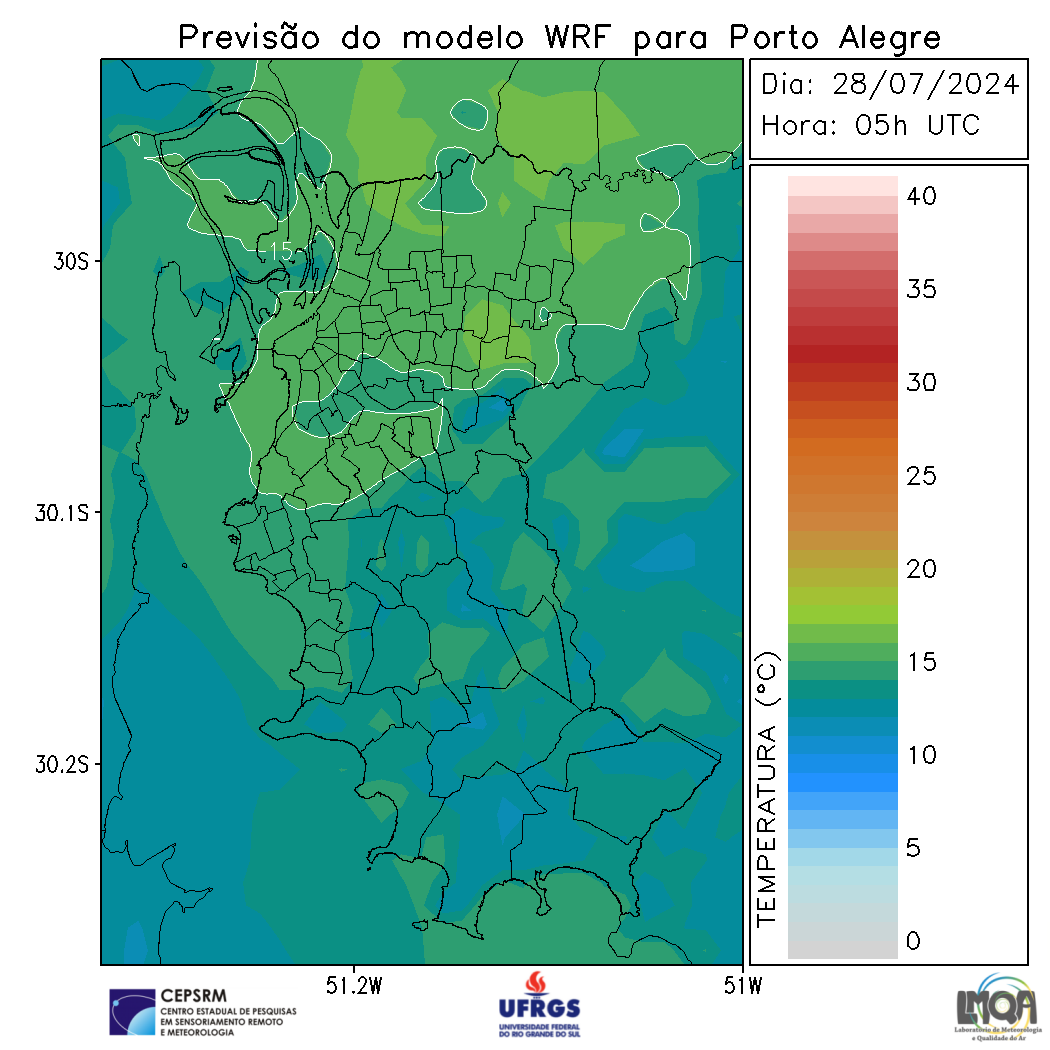 Previsão do modelo WRF para Porto Alegre
Dia: 28/07/2024
Hora: 05h UTC
30S
30.1S
30.2S
51.2W
51W
15
TEMPERATURA (°C)
40
35
30
25
20
15
10
5
0
CEPSRM
CENTRO ESTADUAL DE PESQUISAS
EM SENSORIAMENTO REMOTO
E METEOROLOGIA
UFRGS
UNIVERSIDADE FEDERAL
DO RIO GRANDE DO SUL
LMQA
Laboratório de Meteorologia
e Qualidade do Ar